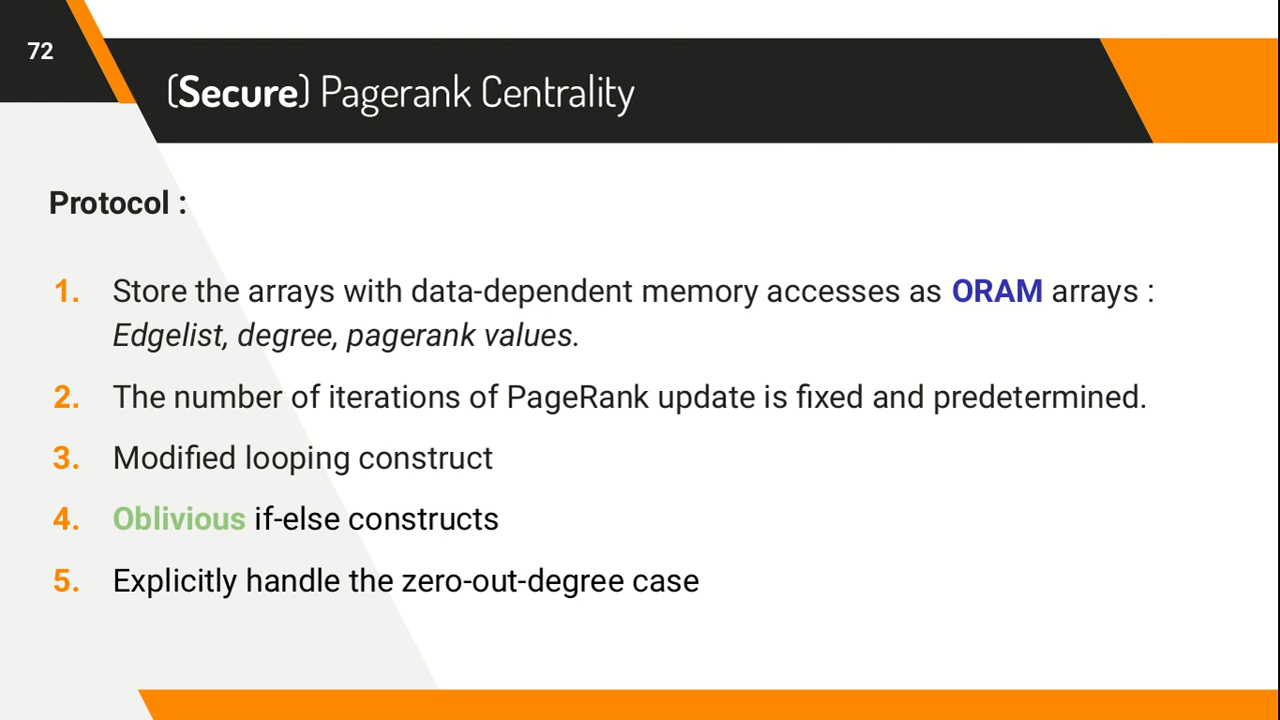 72
(Secure) Pagerank Centrality
Protocol :
1. Store the arrays with data-dependent memory accesses as ORAM arrays :
Edgelist, degree, pagerank values.
2. The number of iterations of PageRank update is fixed and predetermined.
3. Modified looping construct
4. Oblivious if-else constructs
5. Explicitly handle the zero-out-degree case